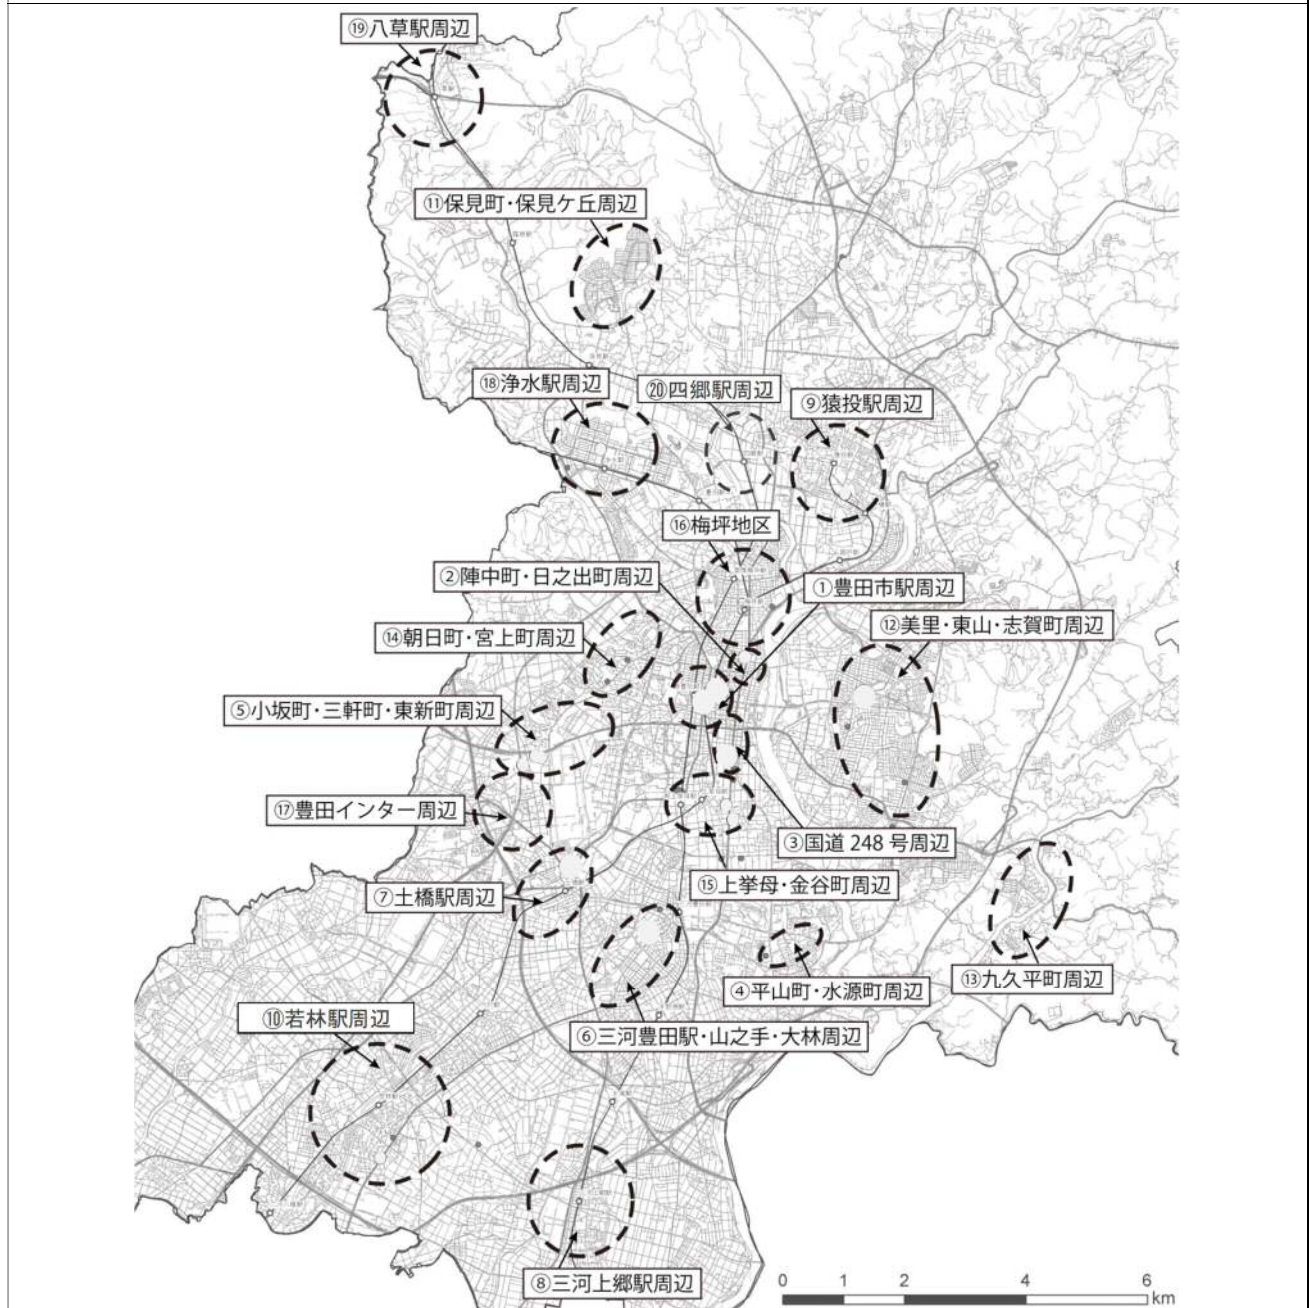 ⑲八草駅周辺
⑪保見町・保見ケ丘周辺
⑱浄水駅周辺
⑳四郷駅周辺
⑨猿投駅周辺
⑯梅坪地区
②陣中町・日之出町周辺
①豊田市駅周辺
⑫美里・東山・志賀町周辺
⑭朝日町・宮上町周辺
⑤小坂町・三軒町・東新町周辺
⑰豊田インター周辺
③国道 248 号周辺
⑦土橋駅周辺
⑮上挙母・金谷町周辺
⑬九久平町周辺
④平山町・水源町周辺
⑩若林駅周辺
⑥三河豊田駅・山之手・大林周辺
⑧三河上郷駅周辺
0 1 2 4 6
km